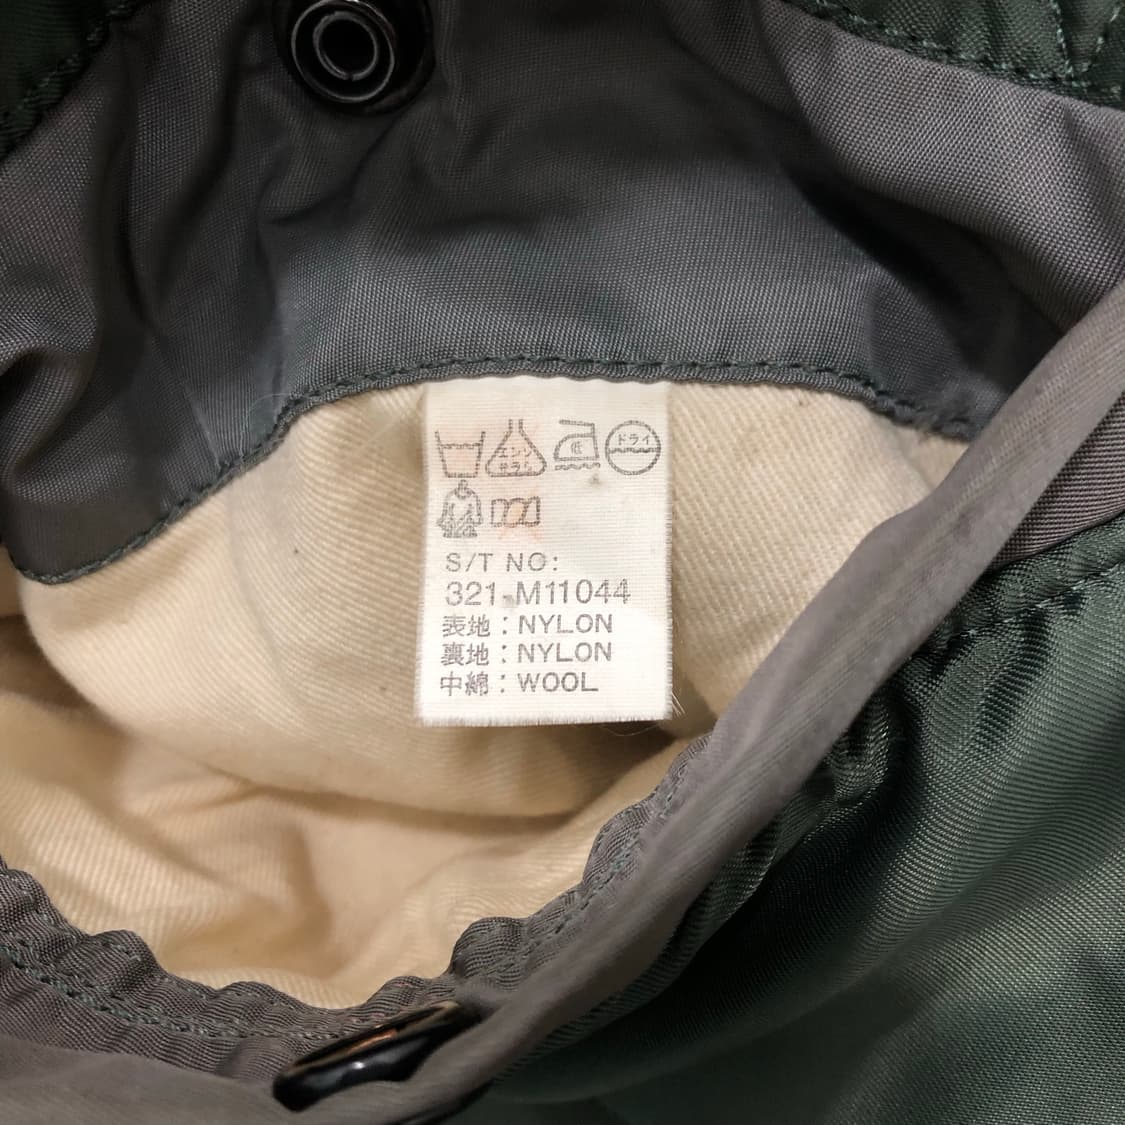 エンソ
サラシ
低
ドライ
S/T NO:
321-M11044
表地:NYLON
裏地:NYLON
中綿:WOOL